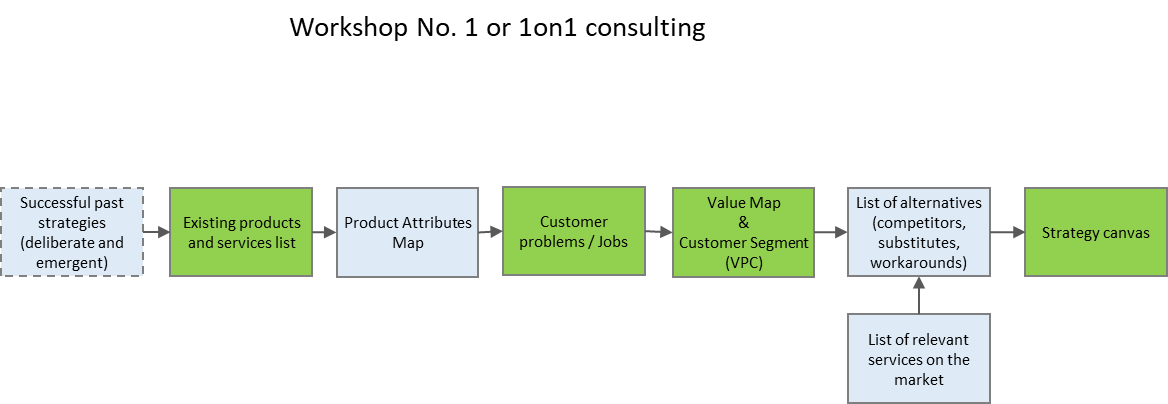 Workshop No. 1 or 1on1 consulting
Successful past
strategies
(deliberate and
emergent)
Existing products
and services list
Product Attributes
Map
Customer
problems / Jobs
Value Map
&
Customer Segment
(VPC)
List of alternatives
(competitors,
substitutes,
workarounds)
Strategy canvas
List of relevant
services on the
market